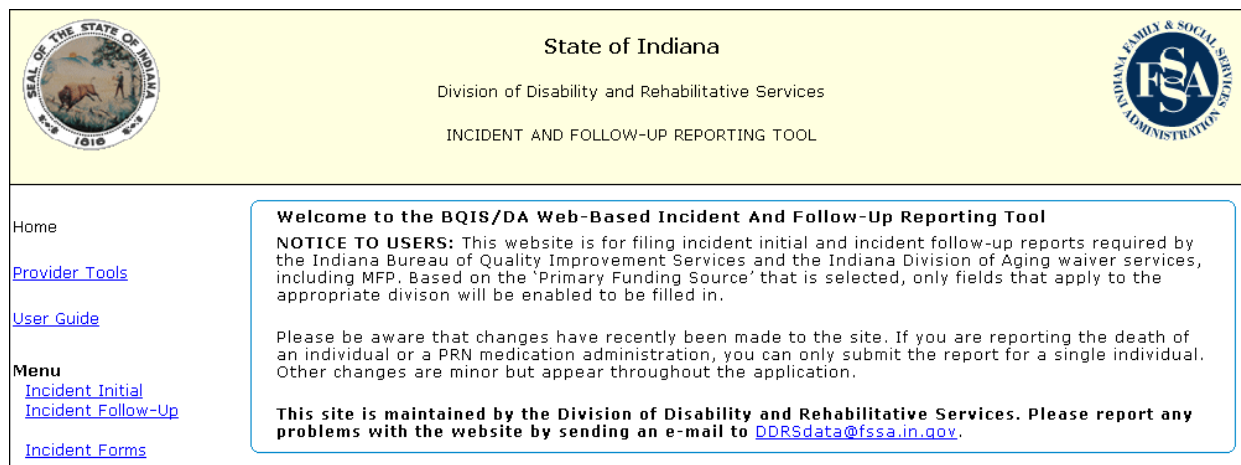 SEAL OF THE STATE OF INDIANA
1816
State of Indiana
Division of Disability and Rehabilitative Services
INCIDENT AND FOLLOW-UP REPORTING TOOL
INDIANA FAMILY & SOCIAL SERVICES ADMINISTRATION
FSSA
Home
Provider Tools
User Guide
Menu
Incident Initial
Incident Follow-Up
Incident Forms
Welcome to the BQIS/DA Web-Based Incident And Follow-Up Reporting Tool
NOTICE TO USERS: This website is for filing incident initial and incident follow-up reports required by
the Indiana Bureau of Quality Improvement Services and the Indiana Division of Aging waiver services,
including MFP. Based on the `Primary Funding Source' that is selected, only fields that apply to the
appropriate divison will be enabled to be filled in.
Please be aware that changes have recently been made to the site. If you are reporting the death of
an individual or a PRN medication administration, you can only submit the report for a single individual.
Other changes are minor but appear throughout the application.
This site is maintained by the Division of Disability and Rehabilitative Services. Please report any
problems with the website by sending an e-mail to DDRSdata@fssa.in.gov.